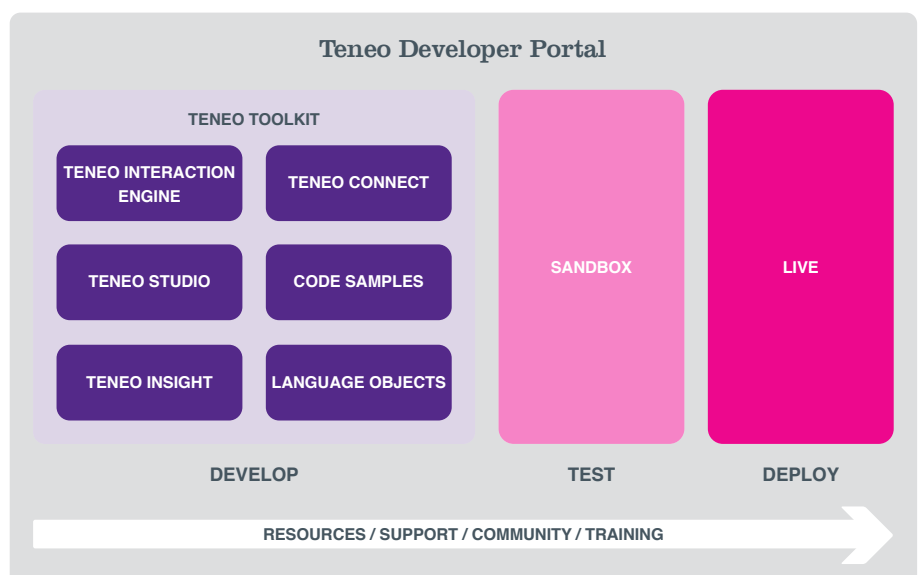 Teneo Developer Portal
TENEO TOOLKIT
TENEO INTERACTION
ENGINE
TENEO CONNECT
TENEO STUDIO
CODE SAMPLES
TENEO INSIGHT
LANGUAGE OBJECTS
SANDBOX
LIVE
DEVELOP
TEST
DEPLOY
RESOURCES / SUPPORT / COMMUNITY / TRAINING